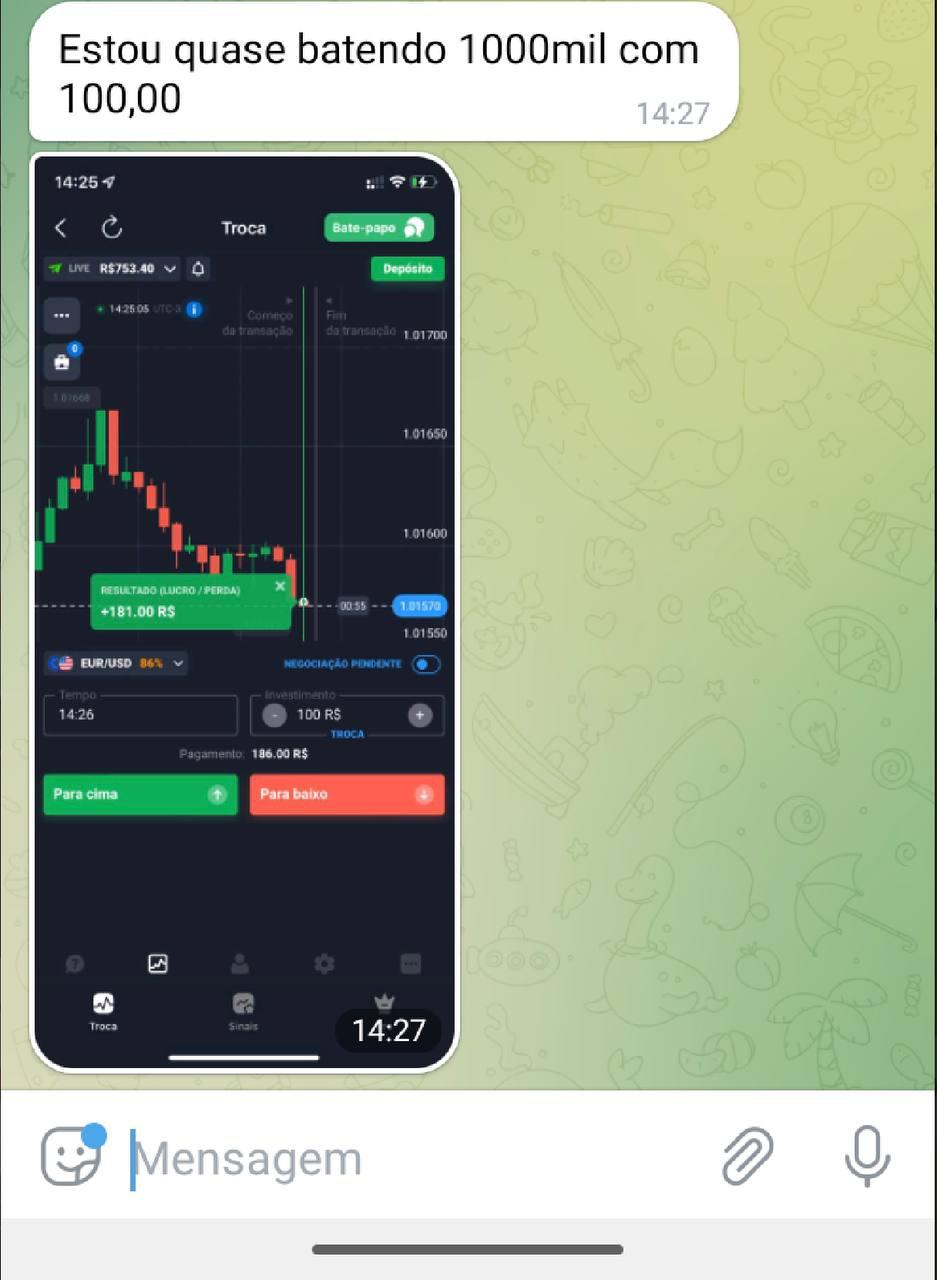 Estou quase batendo 1000mil com
100,00
14:27
14:25
Troca
Bate-papo
LIVE R$753.40
Depósito
14:25:05 UTC-3
Começo
da transação
Fim
da transação
1.01700
0
1.01668
1.01650
1.01600
RESULTADO (LUCRO / PERDA)
+181.00 R$
00:55
1.01570
1.01550
EUR/USD 86%
NEGOCIAÇÃO PENDENTE
Tempo
14:26
Investimento
- 100 R$ +
TROCA
Pagamento: 186.00 R$
Para cima
Para baixo
Troca
Sinais
14:27
Mensagem